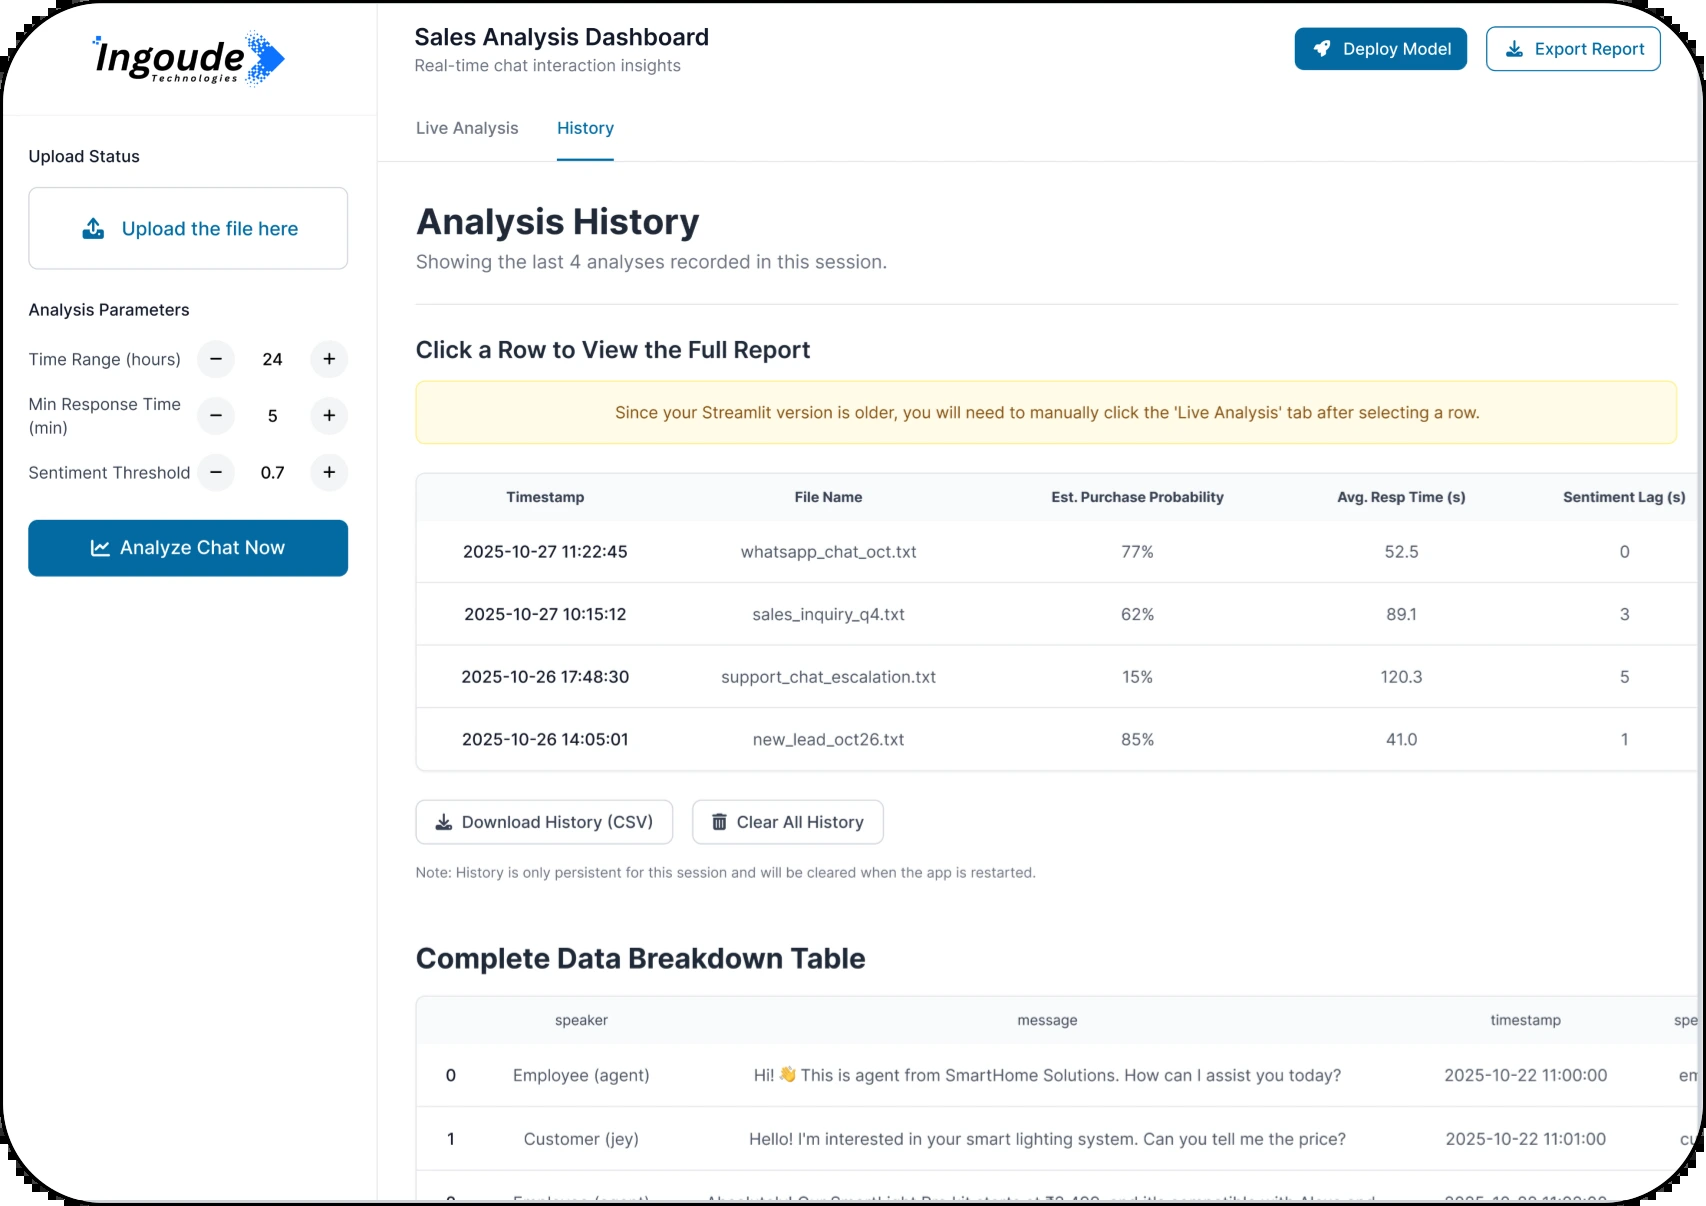 Ingoude
Technologies
Sales Analysis Dashboard
Real-time chat interaction insights
Deploy Model
Export Report
Live Analysis
History
Upload Status
Upload the file here
Analysis Parameters
Time Range (hours) − 24 +
Min Response Time
(min) − 5 +
Sentiment Threshold − 0.7 +
Analyze Chat Now
Analysis History
Showing the last 4 analyses recorded in this session.
Click a Row to View the Full Report
Since your Streamlit version is older, you will need to manually click the 'Live Analysis' tab after selecting a row.
Timestamp File Name Est. Purchase Probability Avg. Resp Time (s) Sentiment Lag (s)
2025-10-27 11:22:45 whatsapp_chat_oct.txt 77% 52.5 0
2025-10-27 10:15:12 sales_inquiry_q4.txt 62% 89.1 3
2025-10-26 17:48:30 support_chat_escalation.txt 15% 120.3 5
2025-10-26 14:05:01 new_lead_oct26.txt 85% 41.0 1
Download History (CSV)
Clear All History
Note: History is only persistent for this session and will be cleared when the app is restarted.
Complete Data Breakdown Table
speaker message timestamp spe
0 Employee (agent) Hi! 👋 This is agent from SmartHome Solutions. How can I assist you today? 2025-10-22 11:00:00 em
1 Customer (jey) Hello! I'm interested in your smart lighting system. Can you tell me the price? 2025-10-22 11:01:00 cu